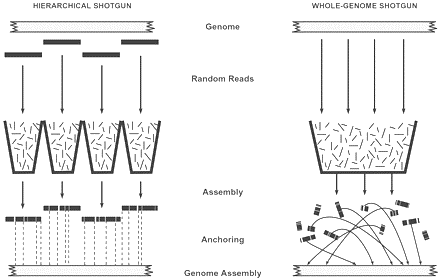 HIERARCHICAL SHOTGUN
WHOLE-GENOME SHOTGUN
Genome
Random Reads
Assembly
Anchoring
Genome Assembly